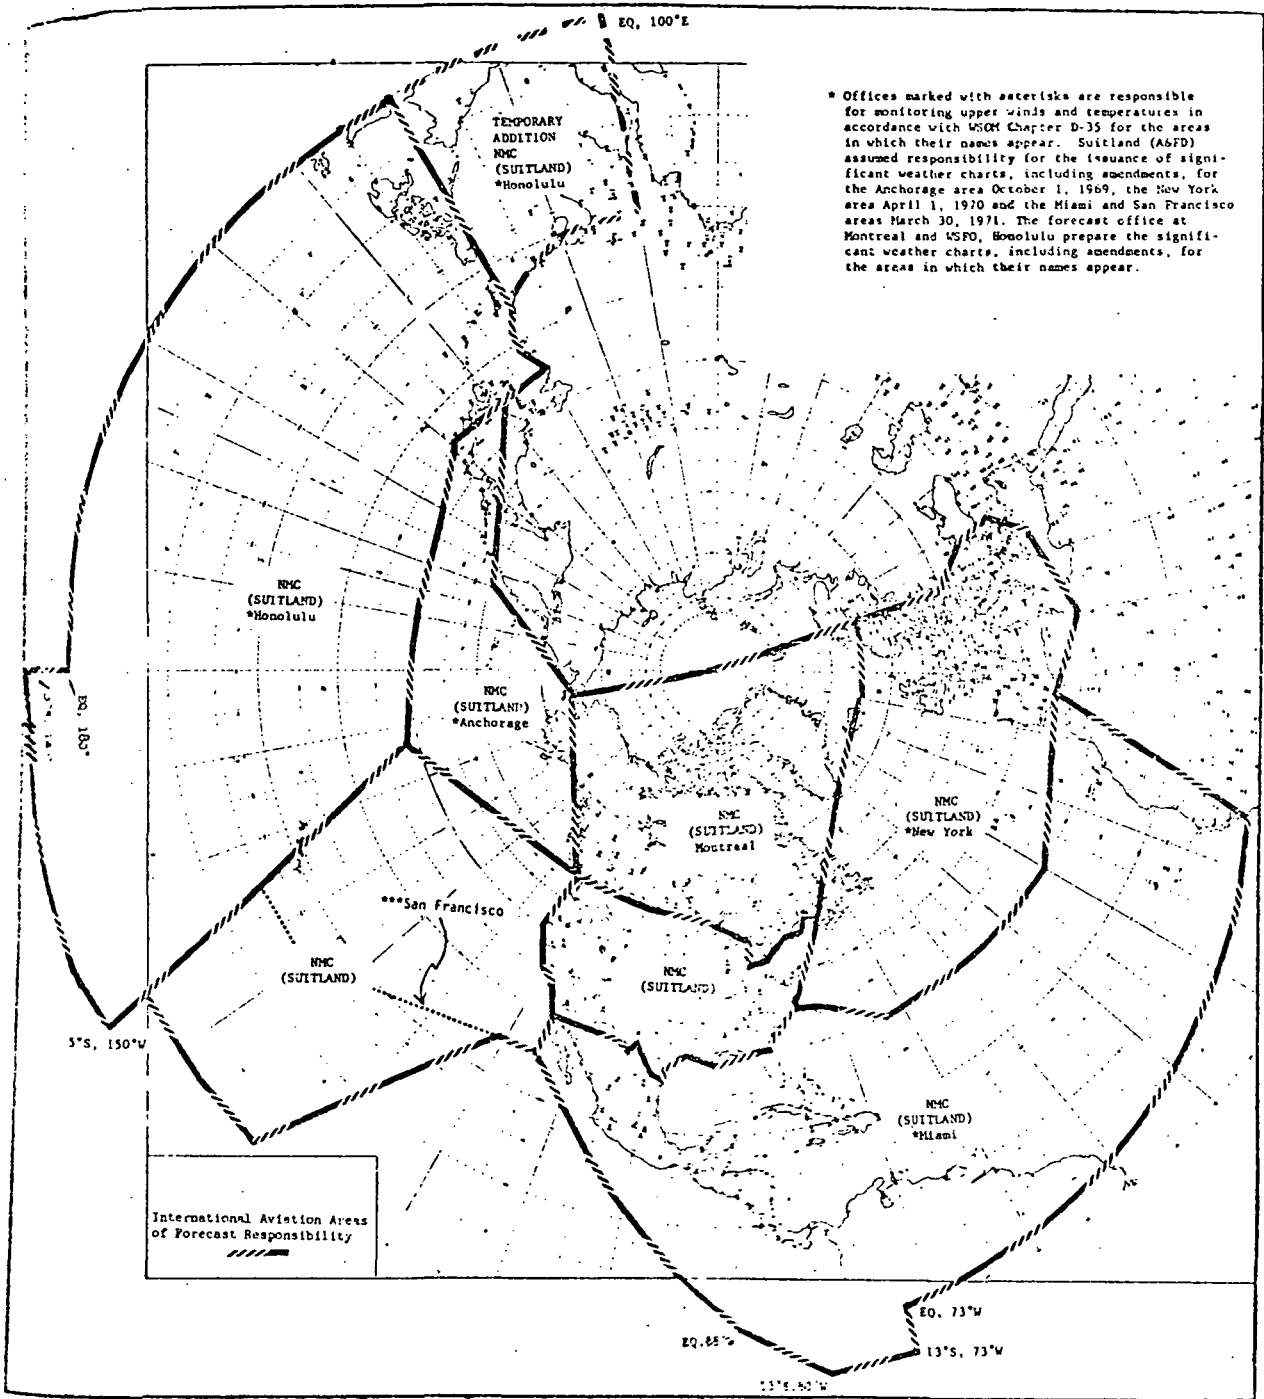 EQ, 100°E
* Offices marked with asterisks are responsible
for monitoring upper winds and temperatures in
accordance with WSOM Chapter D-35 for the areas
in which their names appear. Suitland (A&FD)
assumed responsibility for the issuance of signi-
ficant weather charts, including amendments, for
the Anchorage area October 1, 1969, the New York
area April 1, 1970 and the Miami and San Francisco
areas March 30, 1971. The forecast office at
Montreal and WSFO, Honolulu prepare the signifi-
cant weather charts, including amendments, for
the areas in which their names appear.
TEMPORARY
ADDITION
NMC
(SUITLAND)
*Honolulu
NMC
(SUITLAND)
*Honolulu
EQ, 180°
NMC
(SUITLAND)
*Anchorage
NMC
(SUITLAND)
Montreal
NMC
(SUITLAND)
*New York
***San Francisco
NMC
(SUITLAND)
NMC
(SUITLAND)
5°S, 150°W
NMC
(SUITLAND)
*Miami
International Aviation Areas
of Forecast Responsibility
EQ, 73°W
EQ,85°W
13°S, 73°W